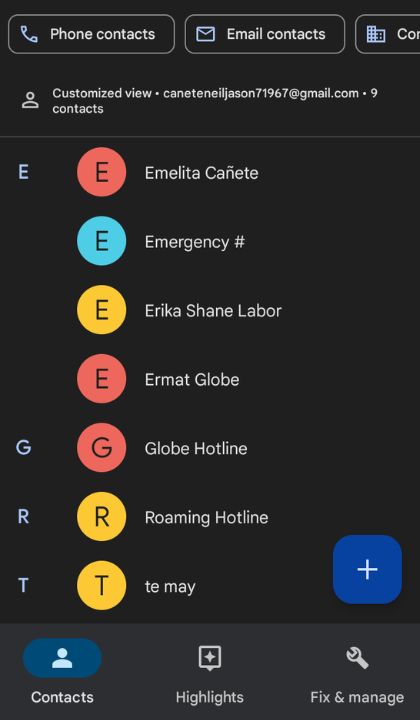 Phone contacts
Email contacts
Customized view • caneteneiljason71967@gmail.com • 9
contacts
E
E
Emelita Cañete
E
Emergency #
E
Erika Shane Labor
E
Ermat Globe
G
G
Globe Hotline
R
R
Roaming Hotline
T
T
te may
Contacts
Highlights
Fix & manage